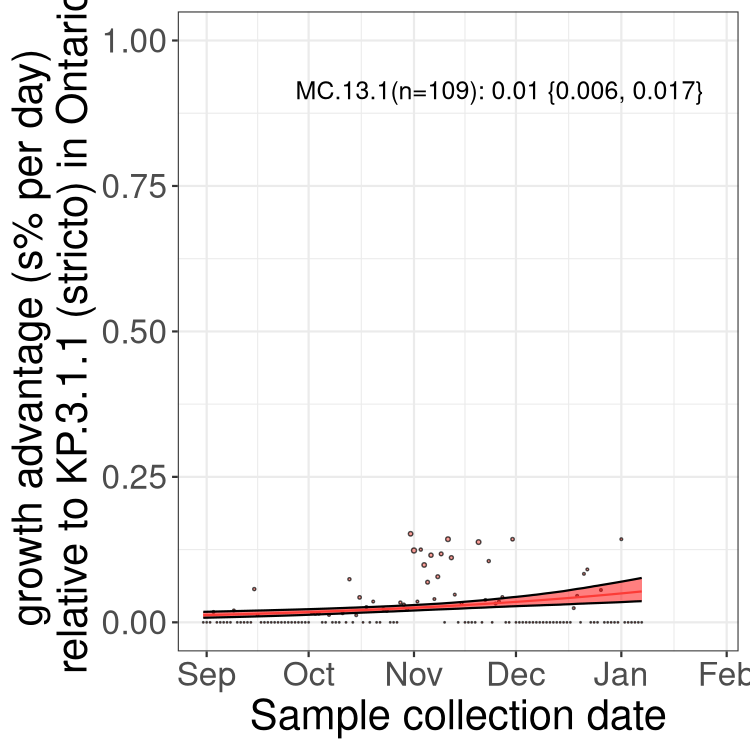 growth advantage (s% per day)
relative to KP.3.1.1 (stricto) in Ontario
1.00
0.75
0.50
0.25
0.00
MC.13.1(n=109): 0.01 {0.006, 0.017}
Sep Oct Nov Dec Jan Feb
Sample collection date